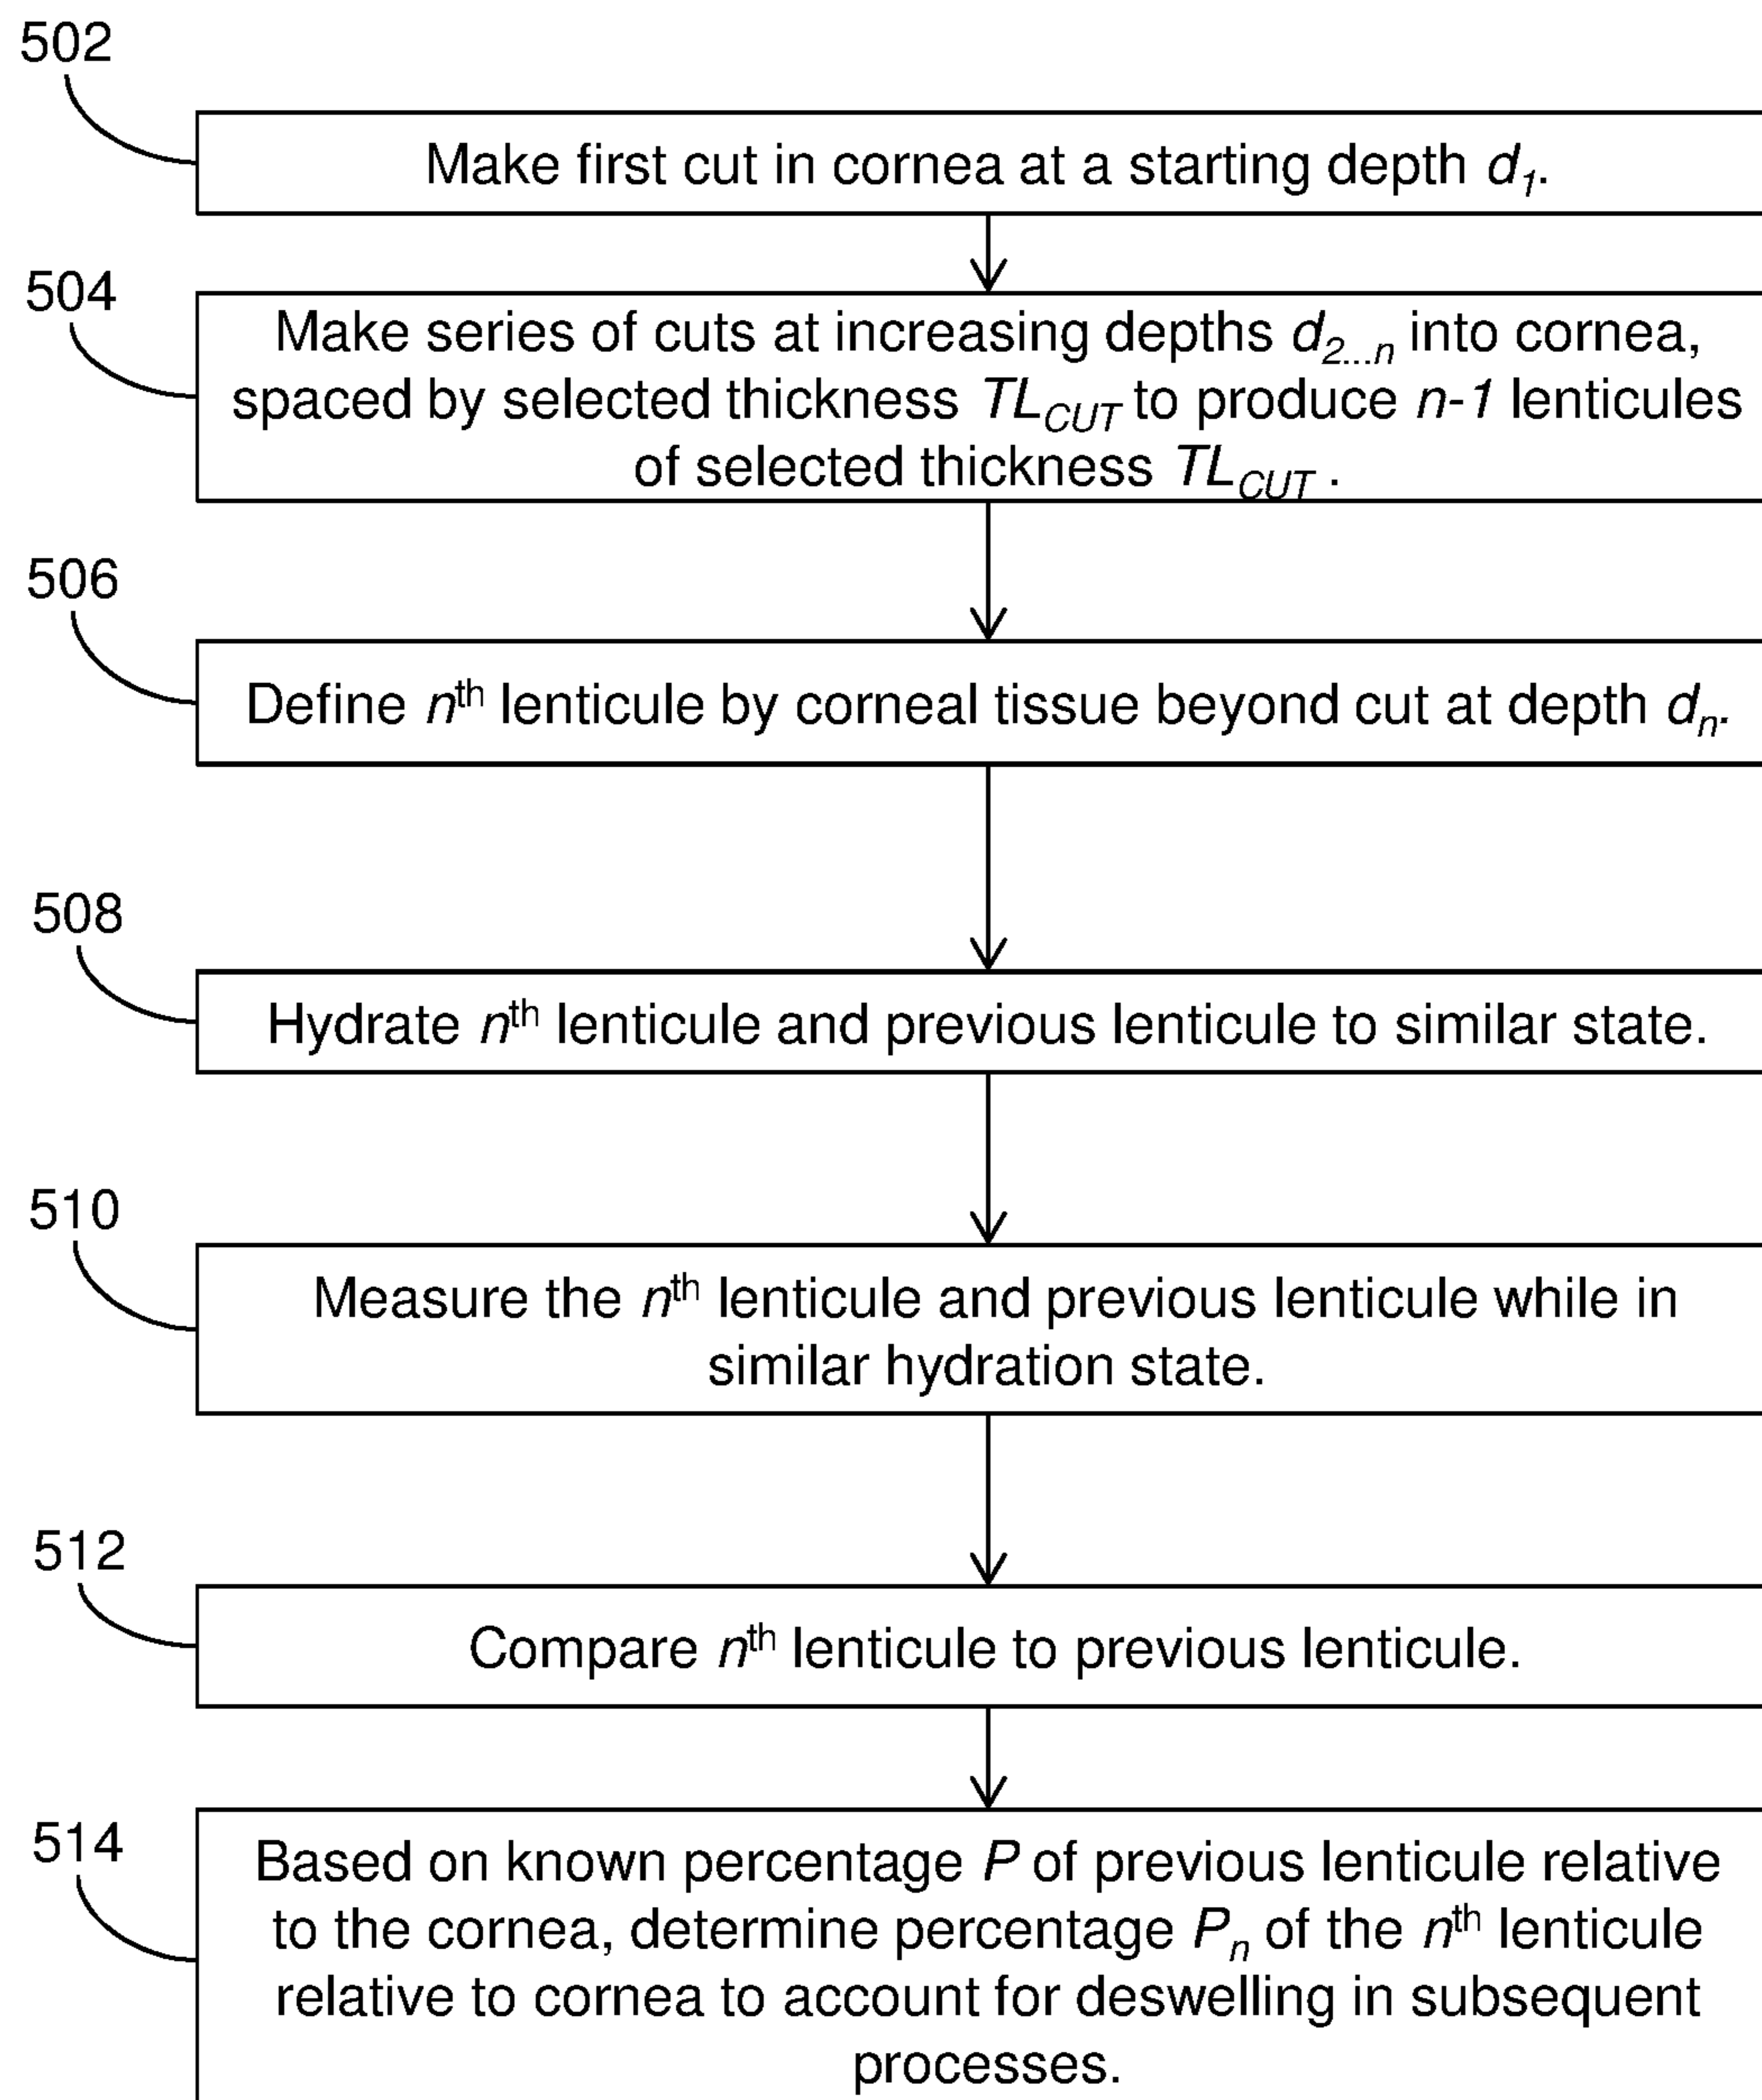 502
Make first cut in cornea at a starting depth d1.
504
Make series of cuts at increasing depths d2...n into cornea,
spaced by selected thickness TLCUT to produce n-1 lenticules
of selected thickness TLCUT .
506
Define nth lenticule by corneal tissue beyond cut at depth dn.
508
Hydrate nth lenticule and previous lenticule to similar state.
510
Measure the nth lenticule and previous lenticule while in
similar hydration state.
512
Compare nth lenticule to previous lenticule.
514
Based on known percentage P of previous lenticule relative
to the cornea, determine percentage Pn of the nth lenticule
relative to cornea to account for deswelling in subsequent
processes.